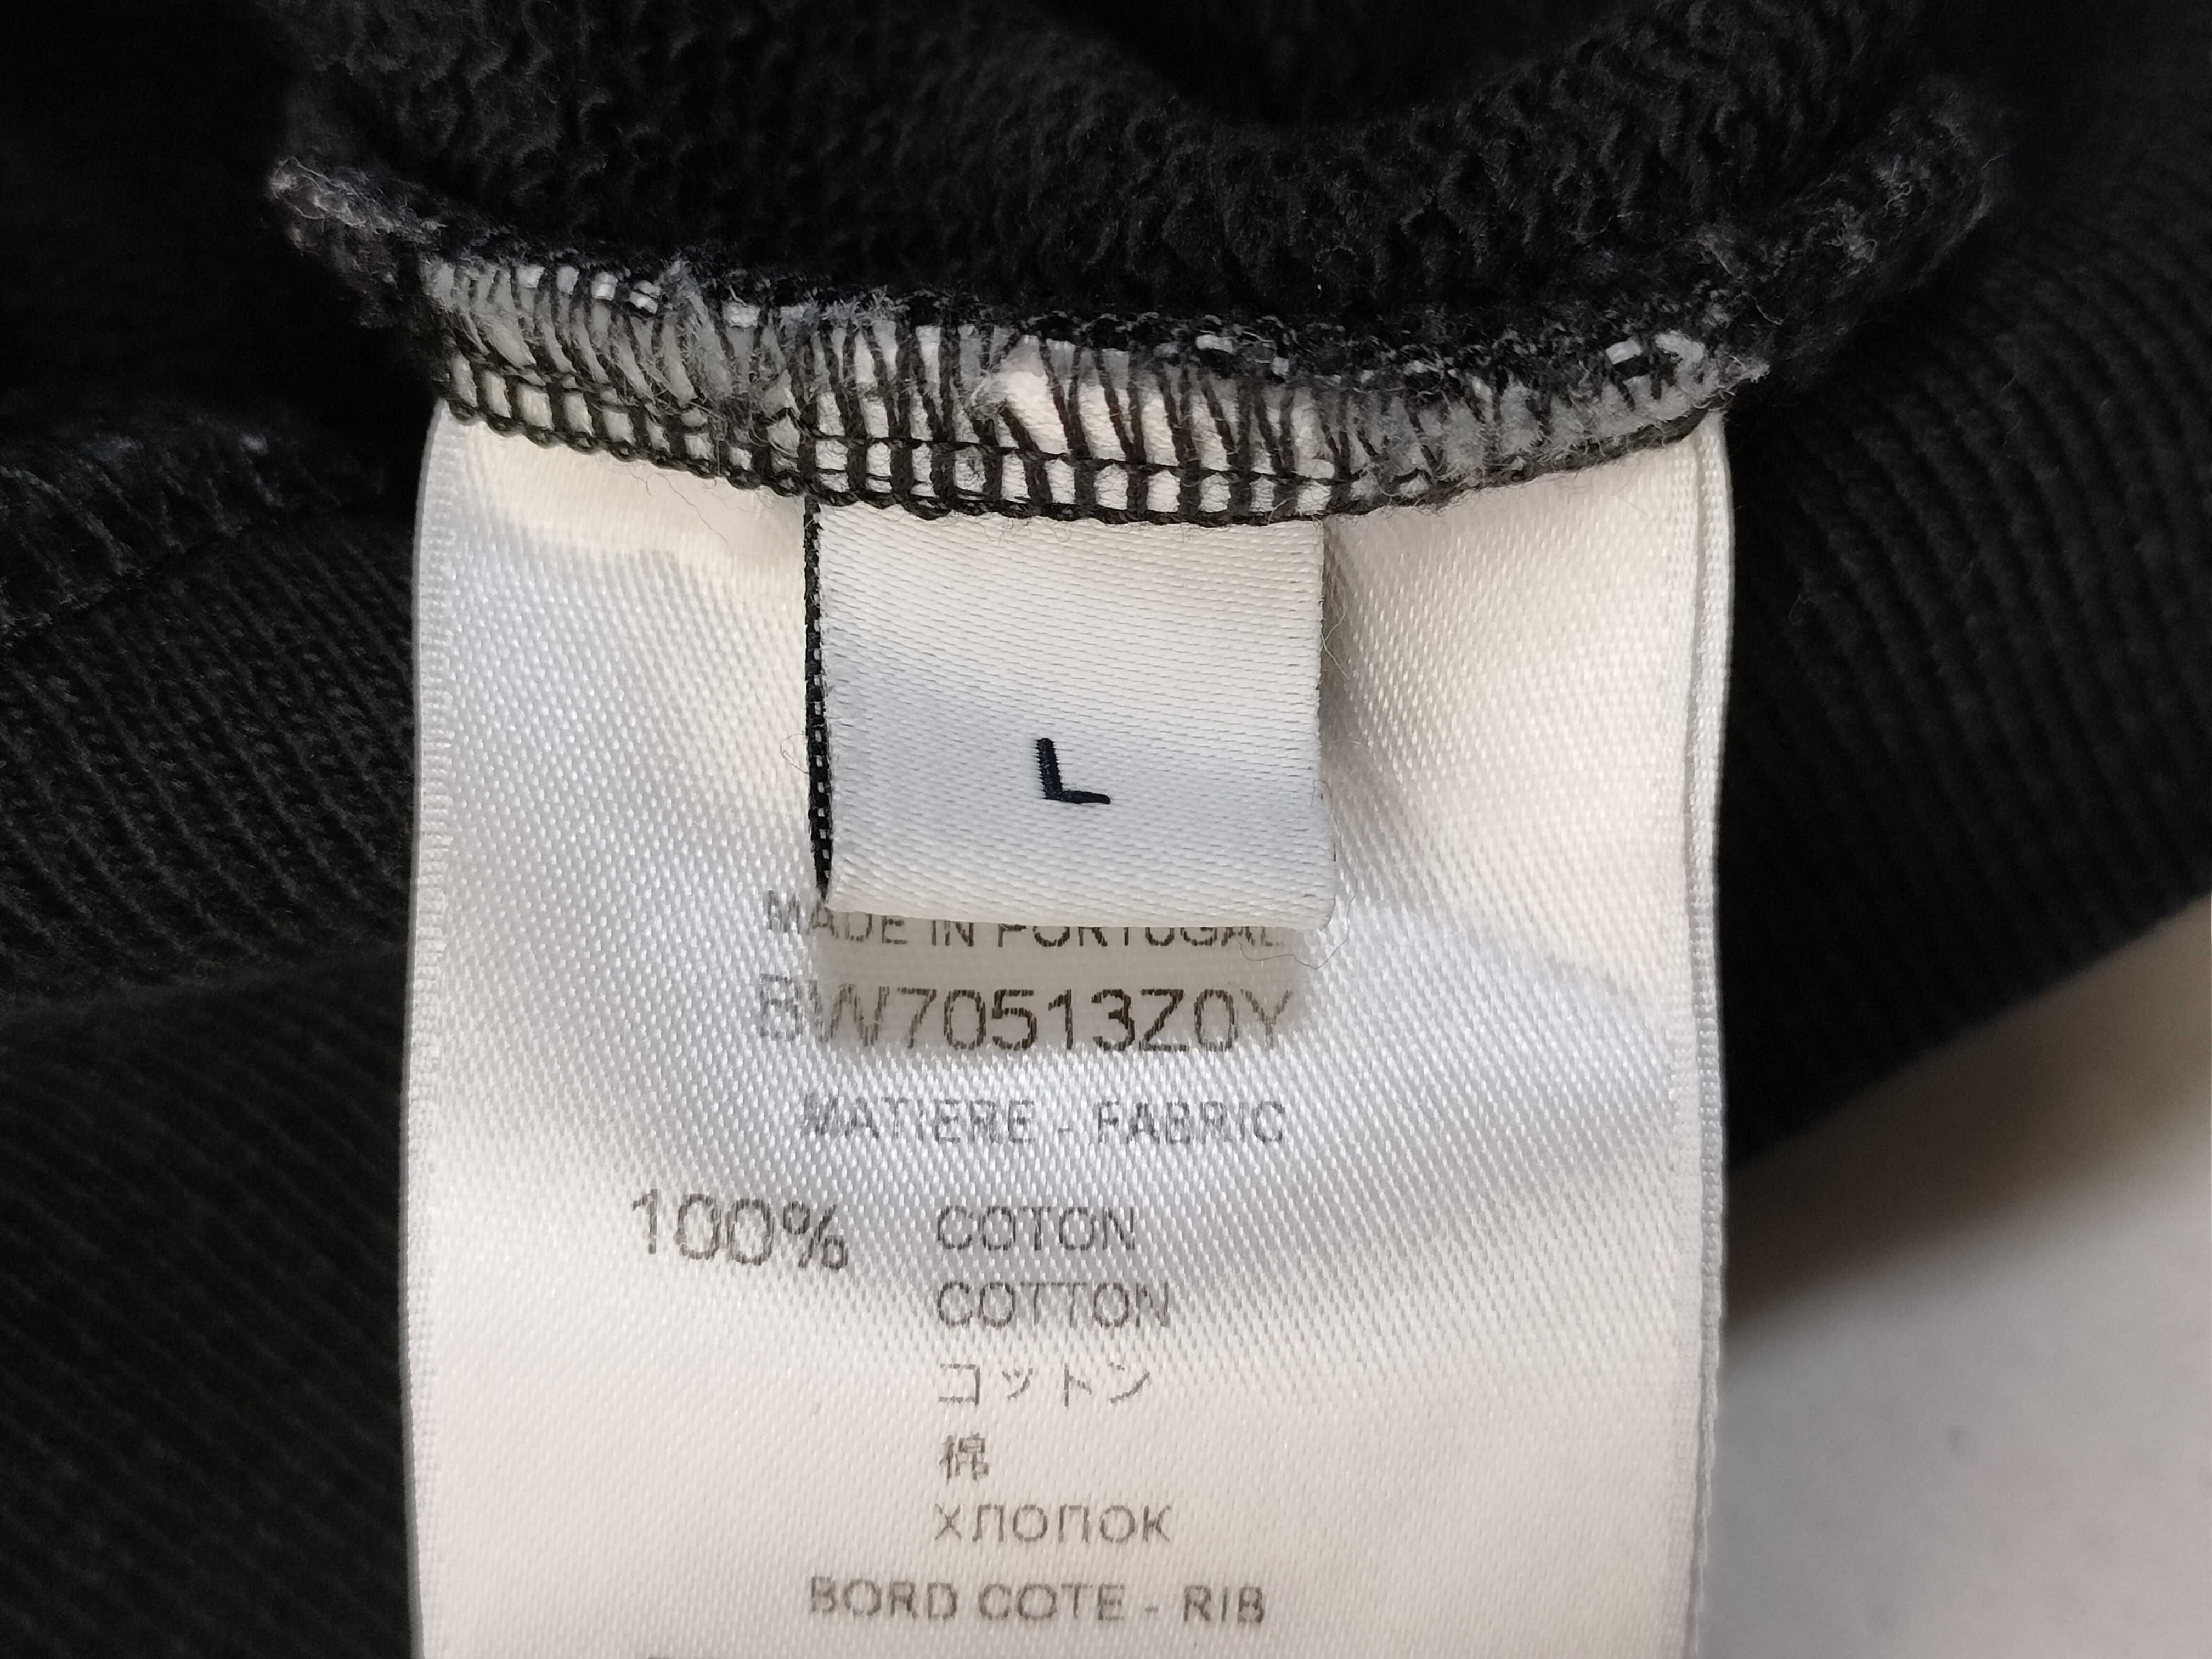 L
MADE IN PORTUGAL
BW70513Z0Y
MATIERE - FABRIC
100% COTON
COTTON
コットン
棉
ХЛОПОК
BORD COTE - RIB